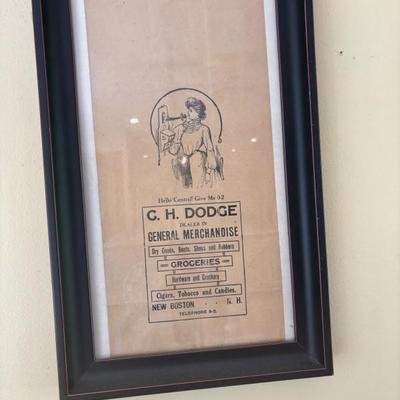 Hello Central! Give Me 9-2
C. H. DODGE
DEALER IN
GENERAL MERCHANDISE
Dry Goods, Boots, Shoes and Rubbers
GROCERIES
Hardware and Crockery
Cigars, Tobacco and Candies.
NEW BOSTON . . . N. H.
TELEPHONE 9-2.